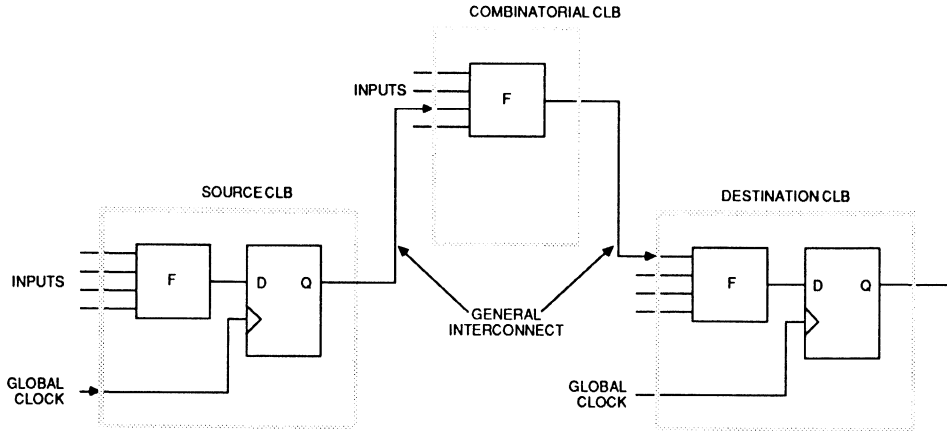 COMBINATORIAL CLB
INPUTS
F
SOURCE CLB
INPUTS
F
D Q
GLOBAL
CLOCK
GENERAL
INTERCONNECT
DESTINATION CLB
F
D Q
GLOBAL
CLOCK